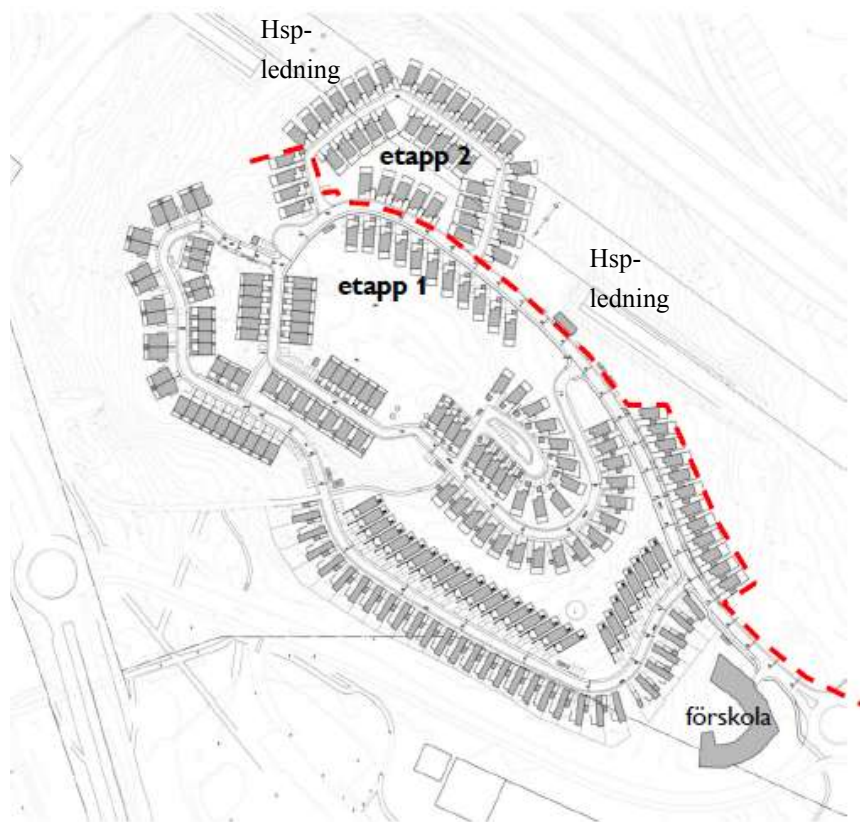 Hsp-
ledning
etapp 2
Hsp-
ledning
etapp 1
förskola